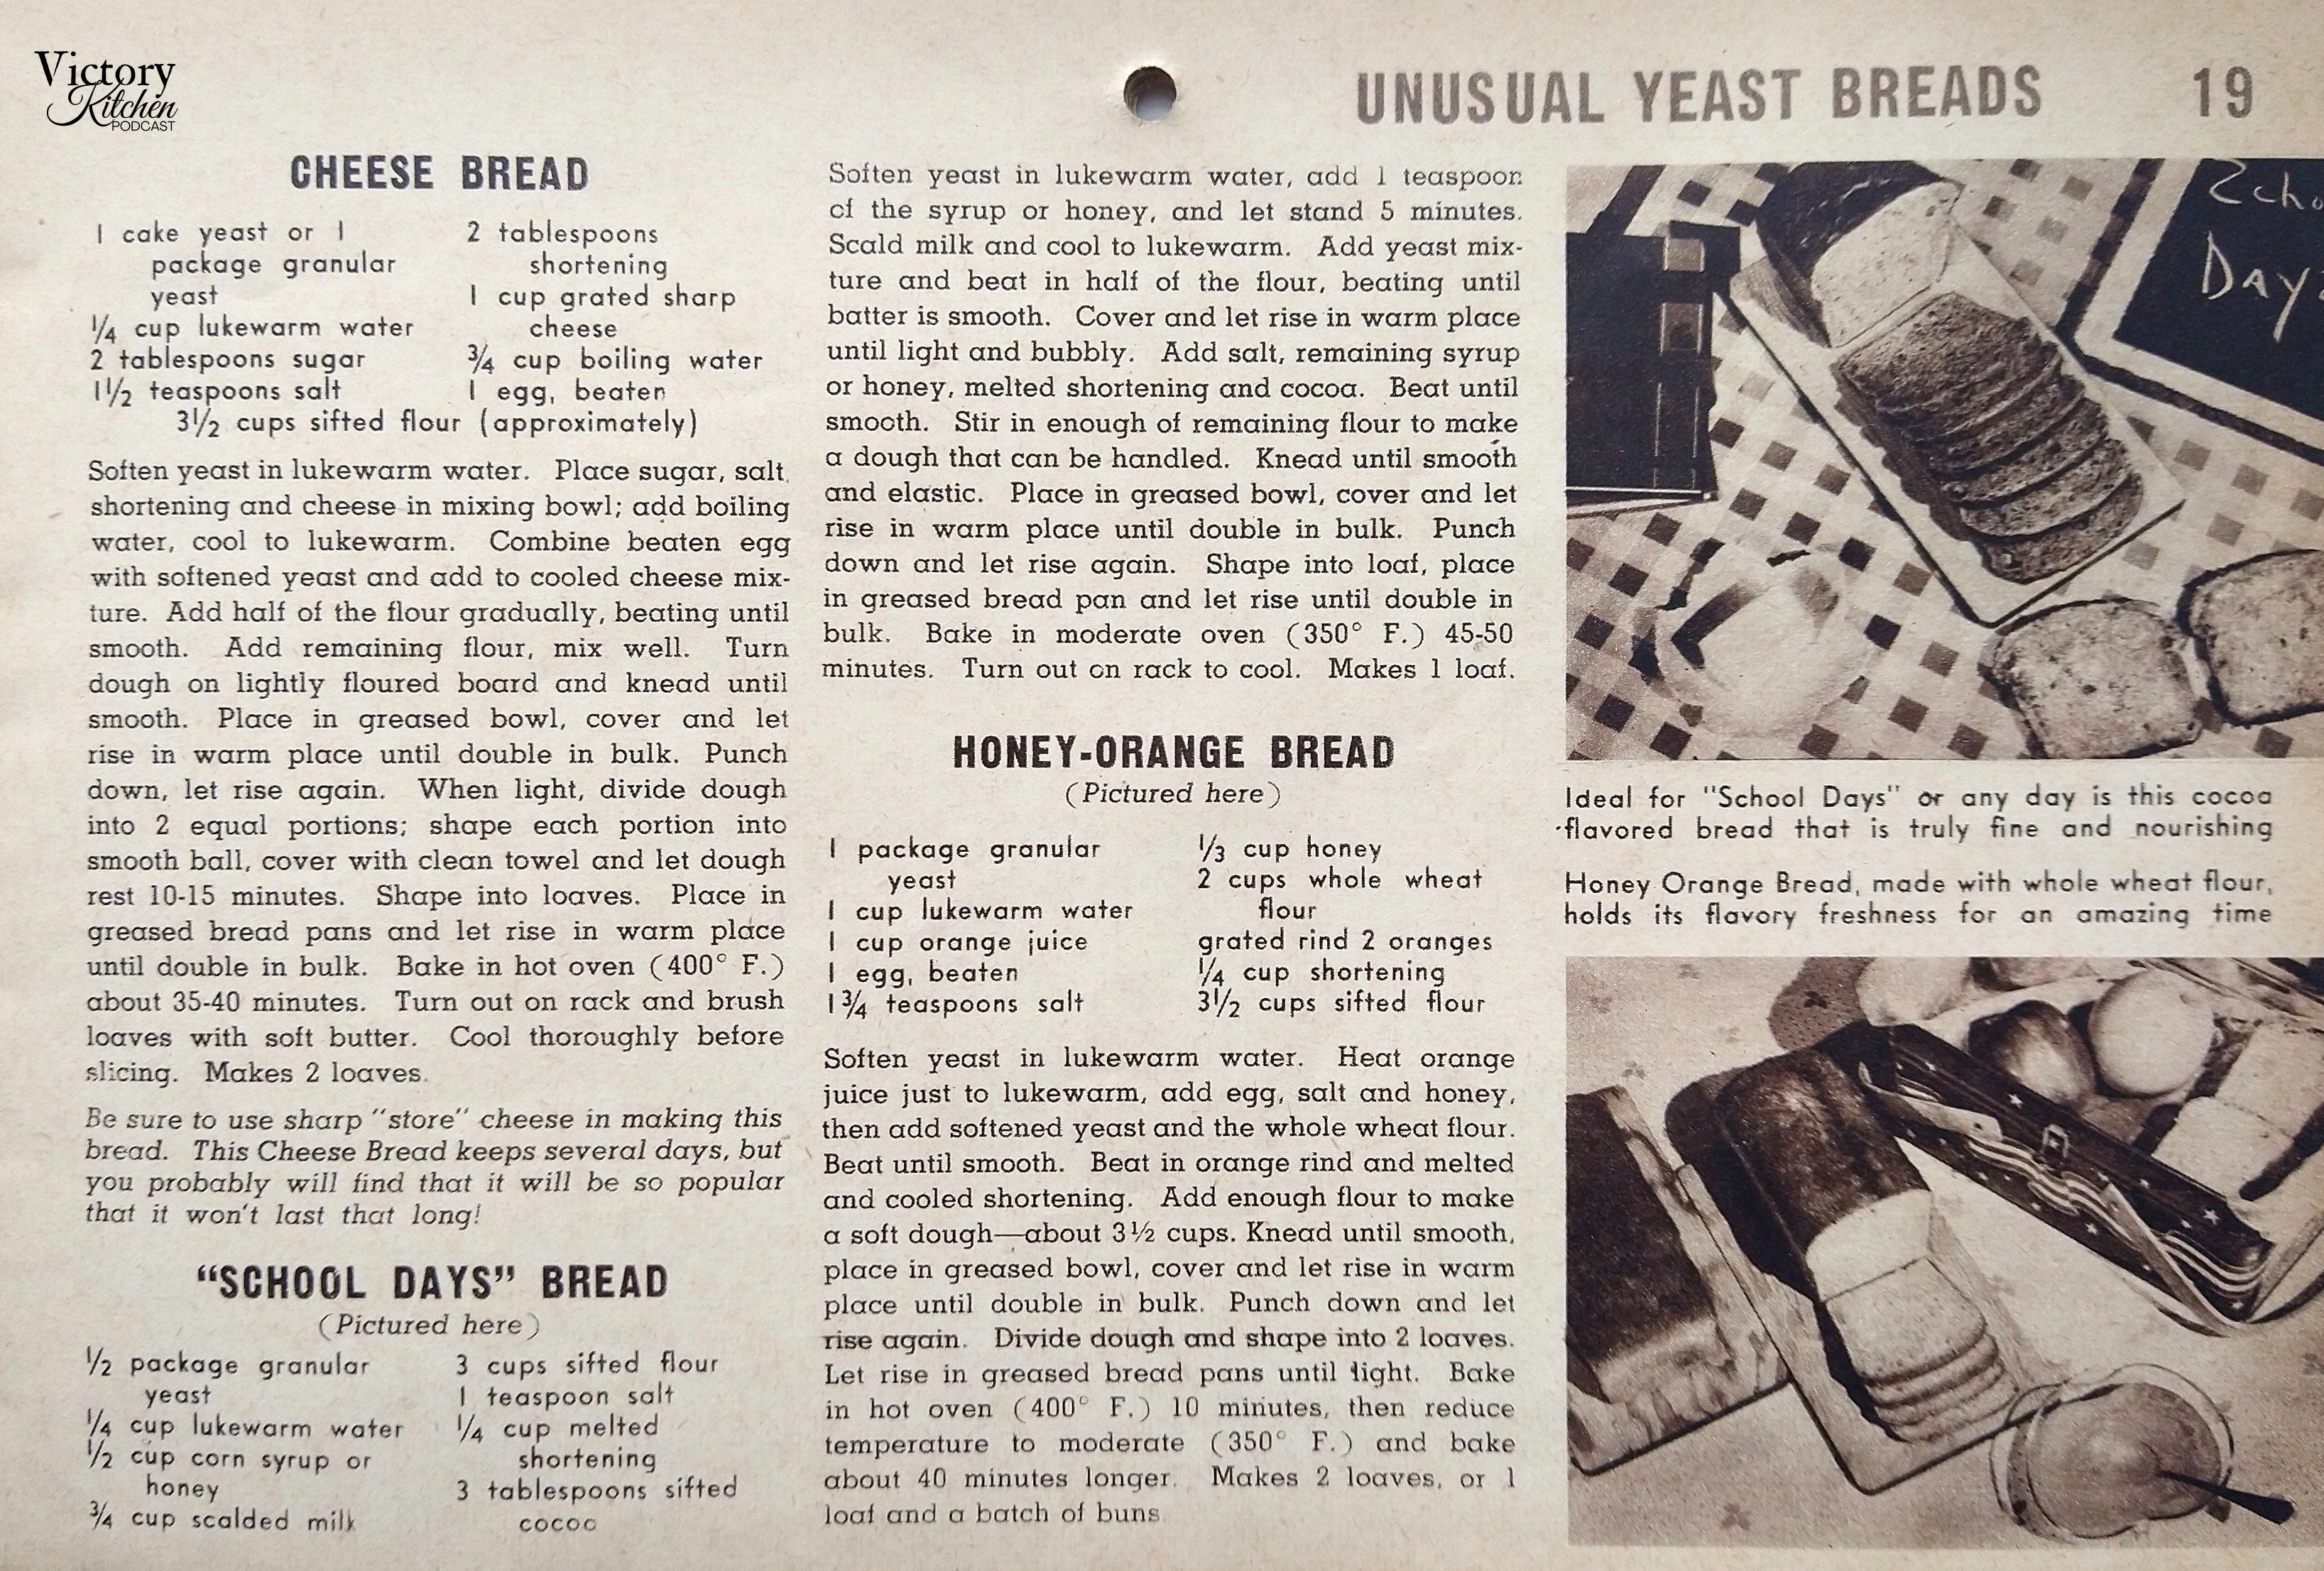 Victory
Kitchen
PODCAST
UNUSUAL YEAST BREADS 19
CHEESE BREAD
1 cake yeast or 1
package granular
yeast
¼ cup lukewarm water
2 tablespoons sugar
1½ teaspoons salt
2 tablespoons
shortening
1 cup grated sharp
cheese
¾ cup boiling water
1 egg, beaten
3½ cups sifted flour (approximately)
Soften yeast in lukewarm water. Place sugar, salt,
shortening and cheese in mixing bowl; add boiling
water, cool to lukewarm. Combine beaten egg
with softened yeast and add to cooled cheese mix-
ture. Add half of the flour gradually, beating until
smooth. Add remaining flour, mix well. Turn
dough on lightly floured board and knead until
smooth. Place in greased bowl, cover and let
rise in warm place until double in bulk. Punch
down, let rise again. When light, divide dough
into 2 equal portions; shape each portion into
smooth ball, cover with clean towel and let dough
rest 10-15 minutes. Shape into loaves. Place in
greased bread pans and let rise in warm place
until double in bulk. Bake in hot oven (400° F.)
about 35-40 minutes. Turn out on rack and brush
loaves with soft butter. Cool thoroughly before
slicing. Makes 2 loaves.
Be sure to use sharp "store" cheese in making this
bread. This Cheese Bread keeps several days, but
you probably will find that it will be so popular
that it won't last that long!
"SCHOOL DAYS" BREAD
(Pictured here)
½ package granular
yeast
¼ cup lukewarm water
½ cup corn syrup or
honey
¾ cup scalded milk
3 cups sifted flour
1 teaspoon salt
¼ cup melted
shortening
3 tablespoons sifted
cocoa
Soften yeast in lukewarm water, add 1 teaspoon
of the syrup or honey, and let stand 5 minutes.
Scald milk and cool to lukewarm. Add yeast mix-
ture and beat in half of the flour, beating until
batter is smooth. Cover and let rise in warm place
until light and bubbly. Add salt, remaining syrup
or honey, melted shortening and cocoa. Beat until
smooth. Stir in enough of remaining flour to make
a dough that can be handled. Knead until smooth
and elastic. Place in greased bowl, cover and let
rise in warm place until double in bulk. Punch
down and let rise again. Shape into loaf, place
in greased bread pan and let rise until double in
bulk. Bake in moderate oven (350° F.) 45-50
minutes. Turn out on rack to cool. Makes 1 loaf.
HONEY-ORANGE BREAD
(Pictured here)
1 package granular
yeast
1 cup lukewarm water
1 cup orange juice
1 egg, beaten
1¾ teaspoons salt
⅓ cup honey
2 cups whole wheat
flour
grated rind 2 oranges
¼ cup shortening
3½ cups sifted flour
Soften yeast in lukewarm water. Heat orange
juice just to lukewarm, add egg, salt and honey,
then add softened yeast and the whole wheat flour.
Beat until smooth. Beat in orange rind and melted
and cooled shortening. Add enough flour to make
a soft dough—about 3½ cups. Knead until smooth,
place in greased bowl, cover and let rise in warm
place until double in bulk. Punch down and let
rise again. Divide dough and shape into 2 loaves.
Let rise in greased bread pans until light. Bake
in hot oven (400° F.) 10 minutes, then reduce
temperature to moderate (350° F.) and bake
about 40 minutes longer. Makes 2 loaves, or 1
loaf and a batch of buns
Scho
Day
Ideal for "School Days" or any day is this cocoa
flavored bread that is truly fine and nourishing
Honey Orange Bread, made with whole wheat flour,
holds its flavory freshness for an amazing time